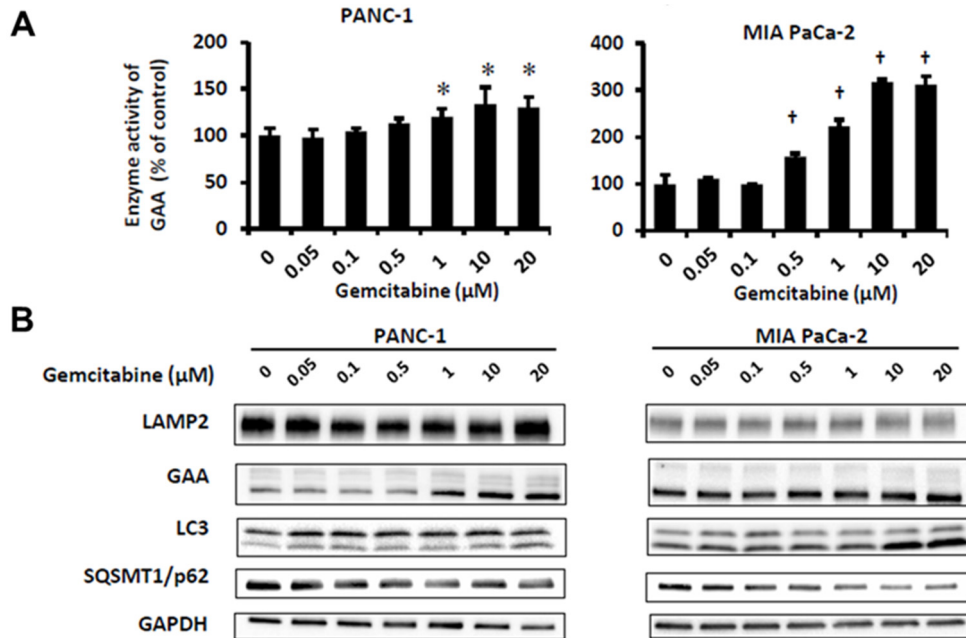 A
PANC-1
MIA PaCa-2
Enzyme activity of
GAA (% of control)
200
150
100
50
0
* * *
0 0.05 0.1 0.5 1 10 20
Gemcitabine (µM)
400
300
200
100
0
† † † †
0 0.05 0.1 0.5 1 10 20
Gemcitabine (µM)
B
PANC-1
MIA PaCa-2
Gemcitabine (µM)
0 0.05 0.1 0.5 1 10 20
0 0.05 0.1 0.5 1 10 20
LAMP2
GAA
LC3
SQSMT1/p62
GAPDH